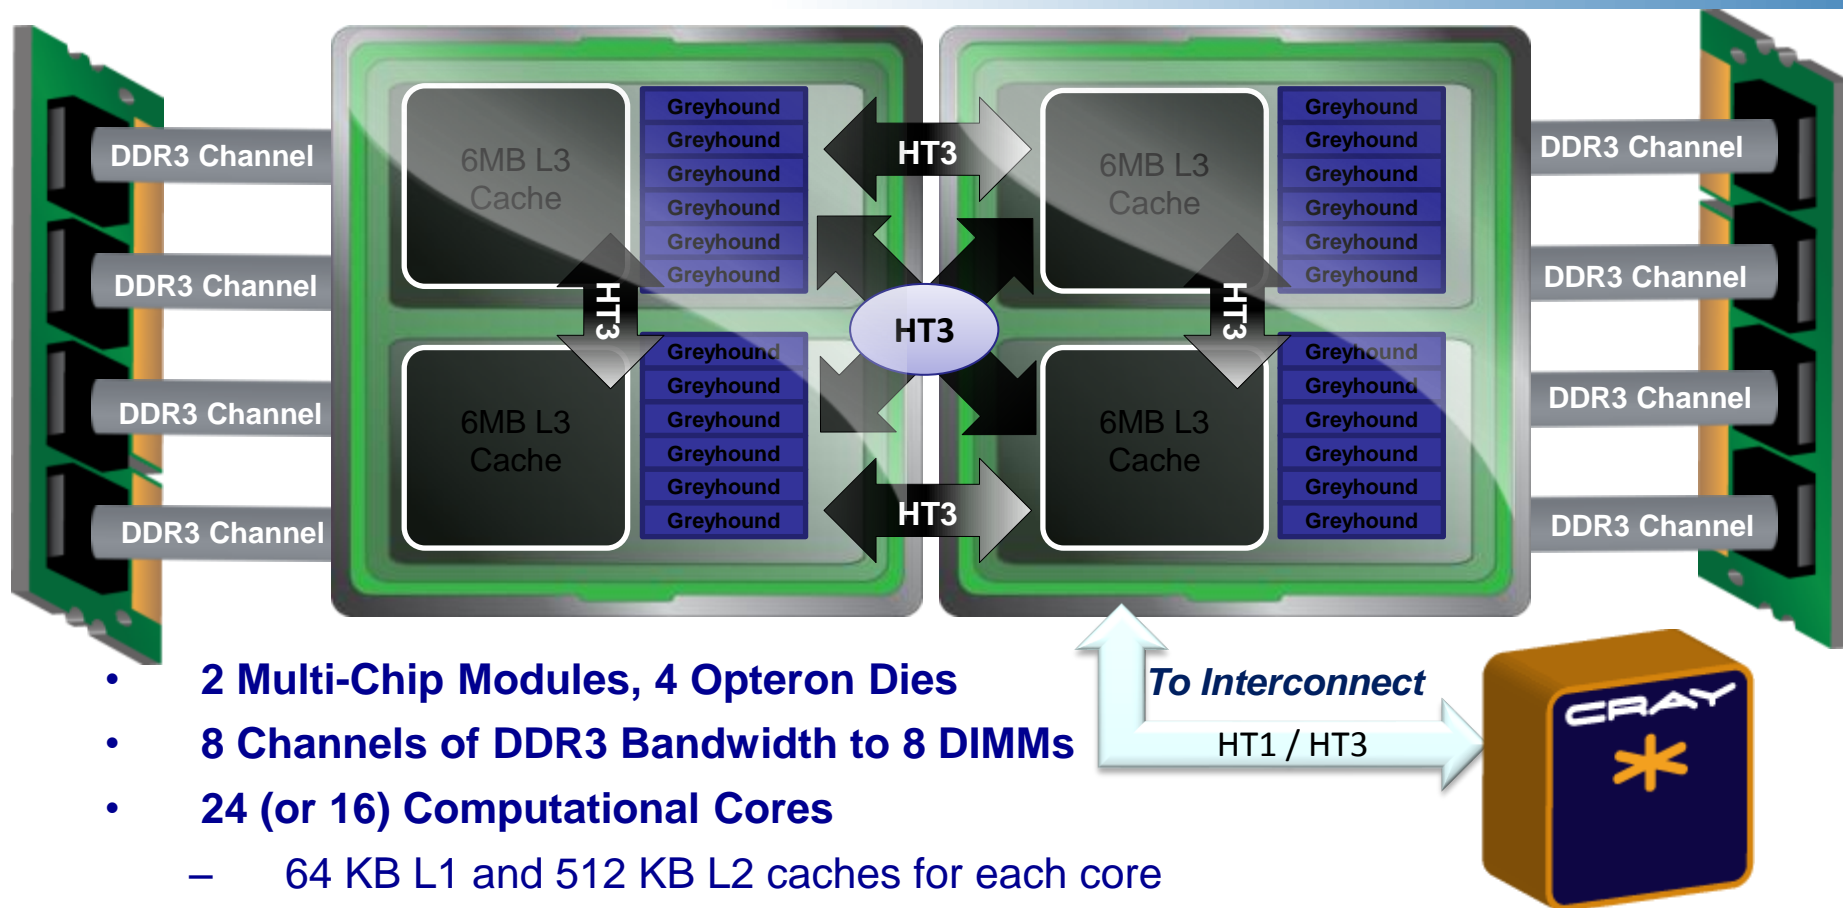 DDR3 Channel
DDR3 Channel
DDR3 Channel
DDR3 Channel
6MB L3
Cache
Greyhound
Greyhound
Greyhound
Greyhound
Greyhound
Greyhound
HT3
6MB L3
Cache
Greyhound
Greyhound
Greyhound
Greyhound
Greyhound
Greyhound
HT3
HT3
HT3
6MB L3
Cache
Greyhound
Greyhound
Greyhound
Greyhound
Greyhound
Greyhound
HT3
6MB L3
Cache
Greyhound
Greyhound
Greyhound
Greyhound
Greyhound
Greyhound
HT3
DDR3 Channel
DDR3 Channel
DDR3 Channel
DDR3 Channel
• 2 Multi-Chip Modules, 4 Opteron Dies
• 8 Channels of DDR3 Bandwidth to 8 DIMMs
• 24 (or 16) Computational Cores
– 64 KB L1 and 512 KB L2 caches for each core
To Interconnect
HT1 / HT3
CRAY